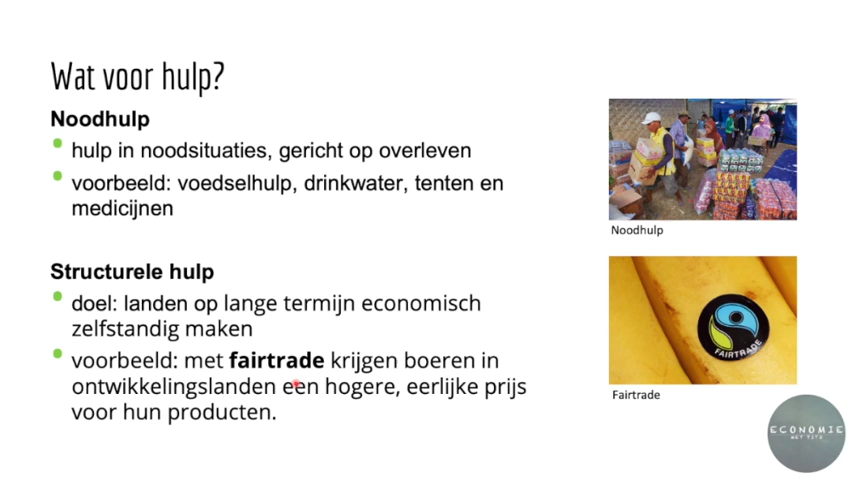 Wat voor hulp?
Noodhulp
hulp in noodsituaties, gericht op overleven
voorbeeld: voedselhulp, drinkwater, tenten en
medicijnen
Structurele hulp
doel: landen op lange termijn economisch
zelfstandig maken
voorbeeld: met fairtrade krijgen boeren in
ontwikkelingslanden een hogere, eerlijke prijs
voor hun producten.
Noodhulp
FAIRTRADE
Fairtrade
ECONOMIE
MET TITO